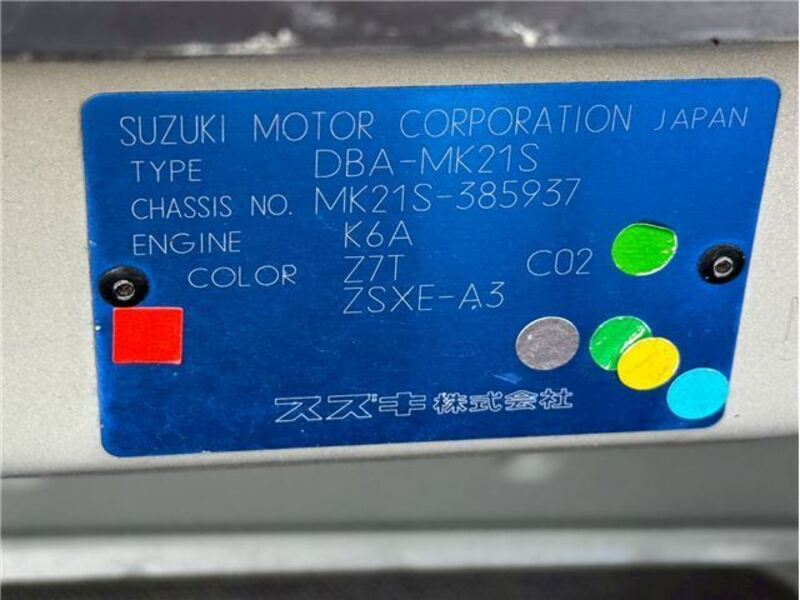 SUZUKI MOTOR CORPORATION JAPAN
TYPE DBA-MK21S
CHASSIS NO. MK21S-385937
ENGINE K6A
COLOR Z7T C02
ZSXE-A3
スズキ株式会社